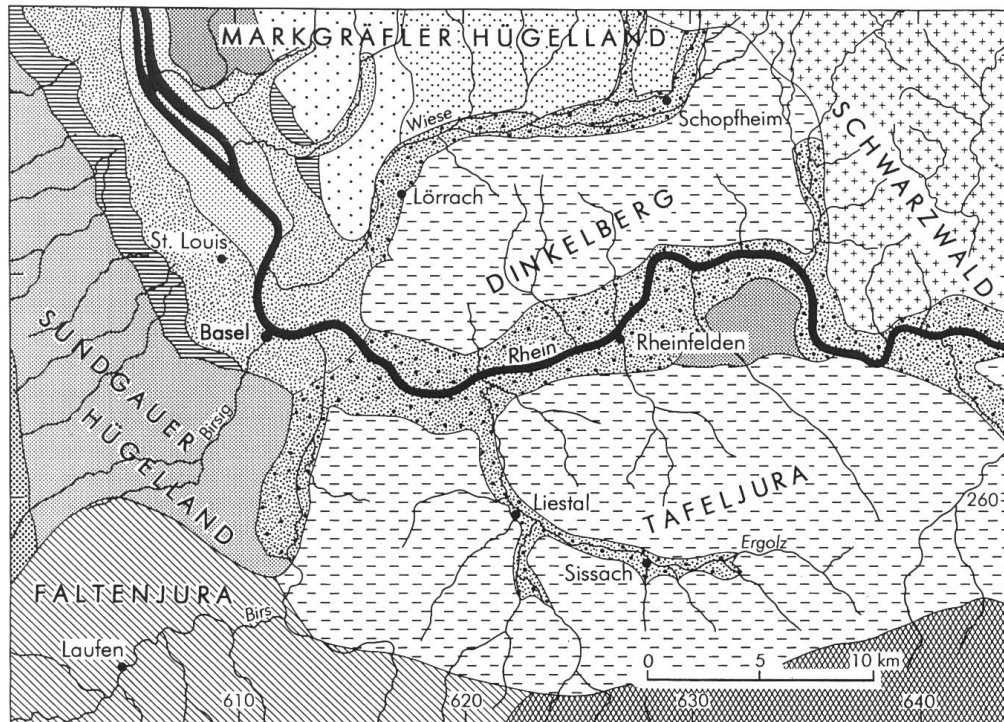 MARKGRÄFLER HÜGELLAND
Wiese
Schopfheim
SCHWARZWALD
Lörrach
St. Louis
DINKELBERG
Basel
Rhein
Rheinfelden
SUNDGAUER
HÜGELLAND
Birsig
TAFELJURA
260
Liestal
Ergolz
Sissach
FALTENJURA
Birs
Laufen
0 5 10 km
610 620 630 640